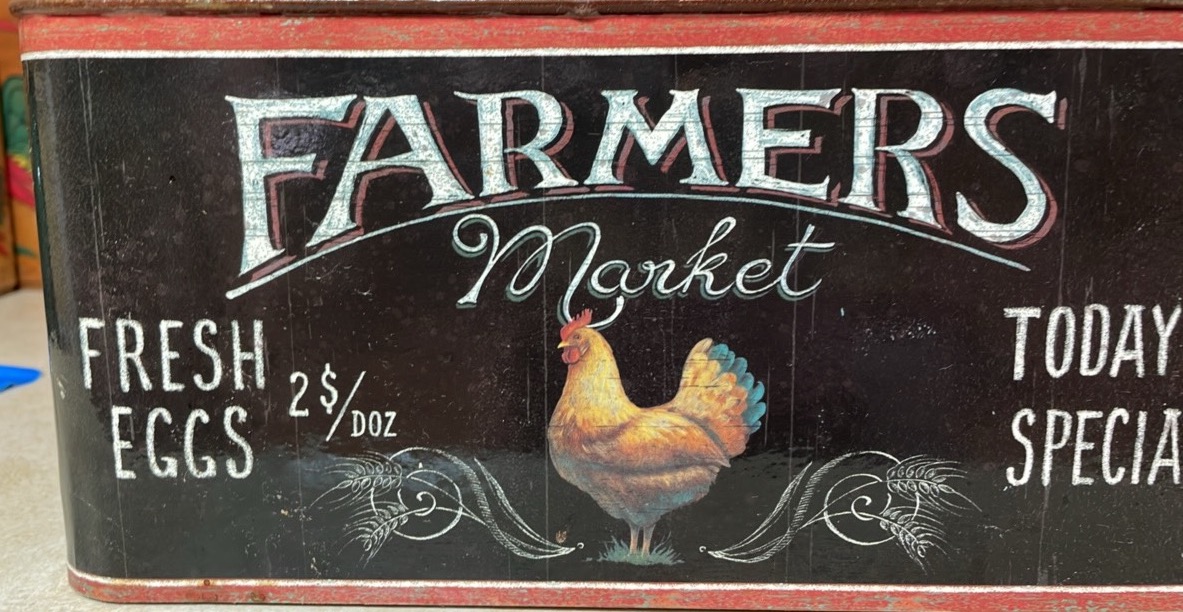 FARMERS
Market
FRESH
EGGS
2$/DOZ
TODAY
SPECIA